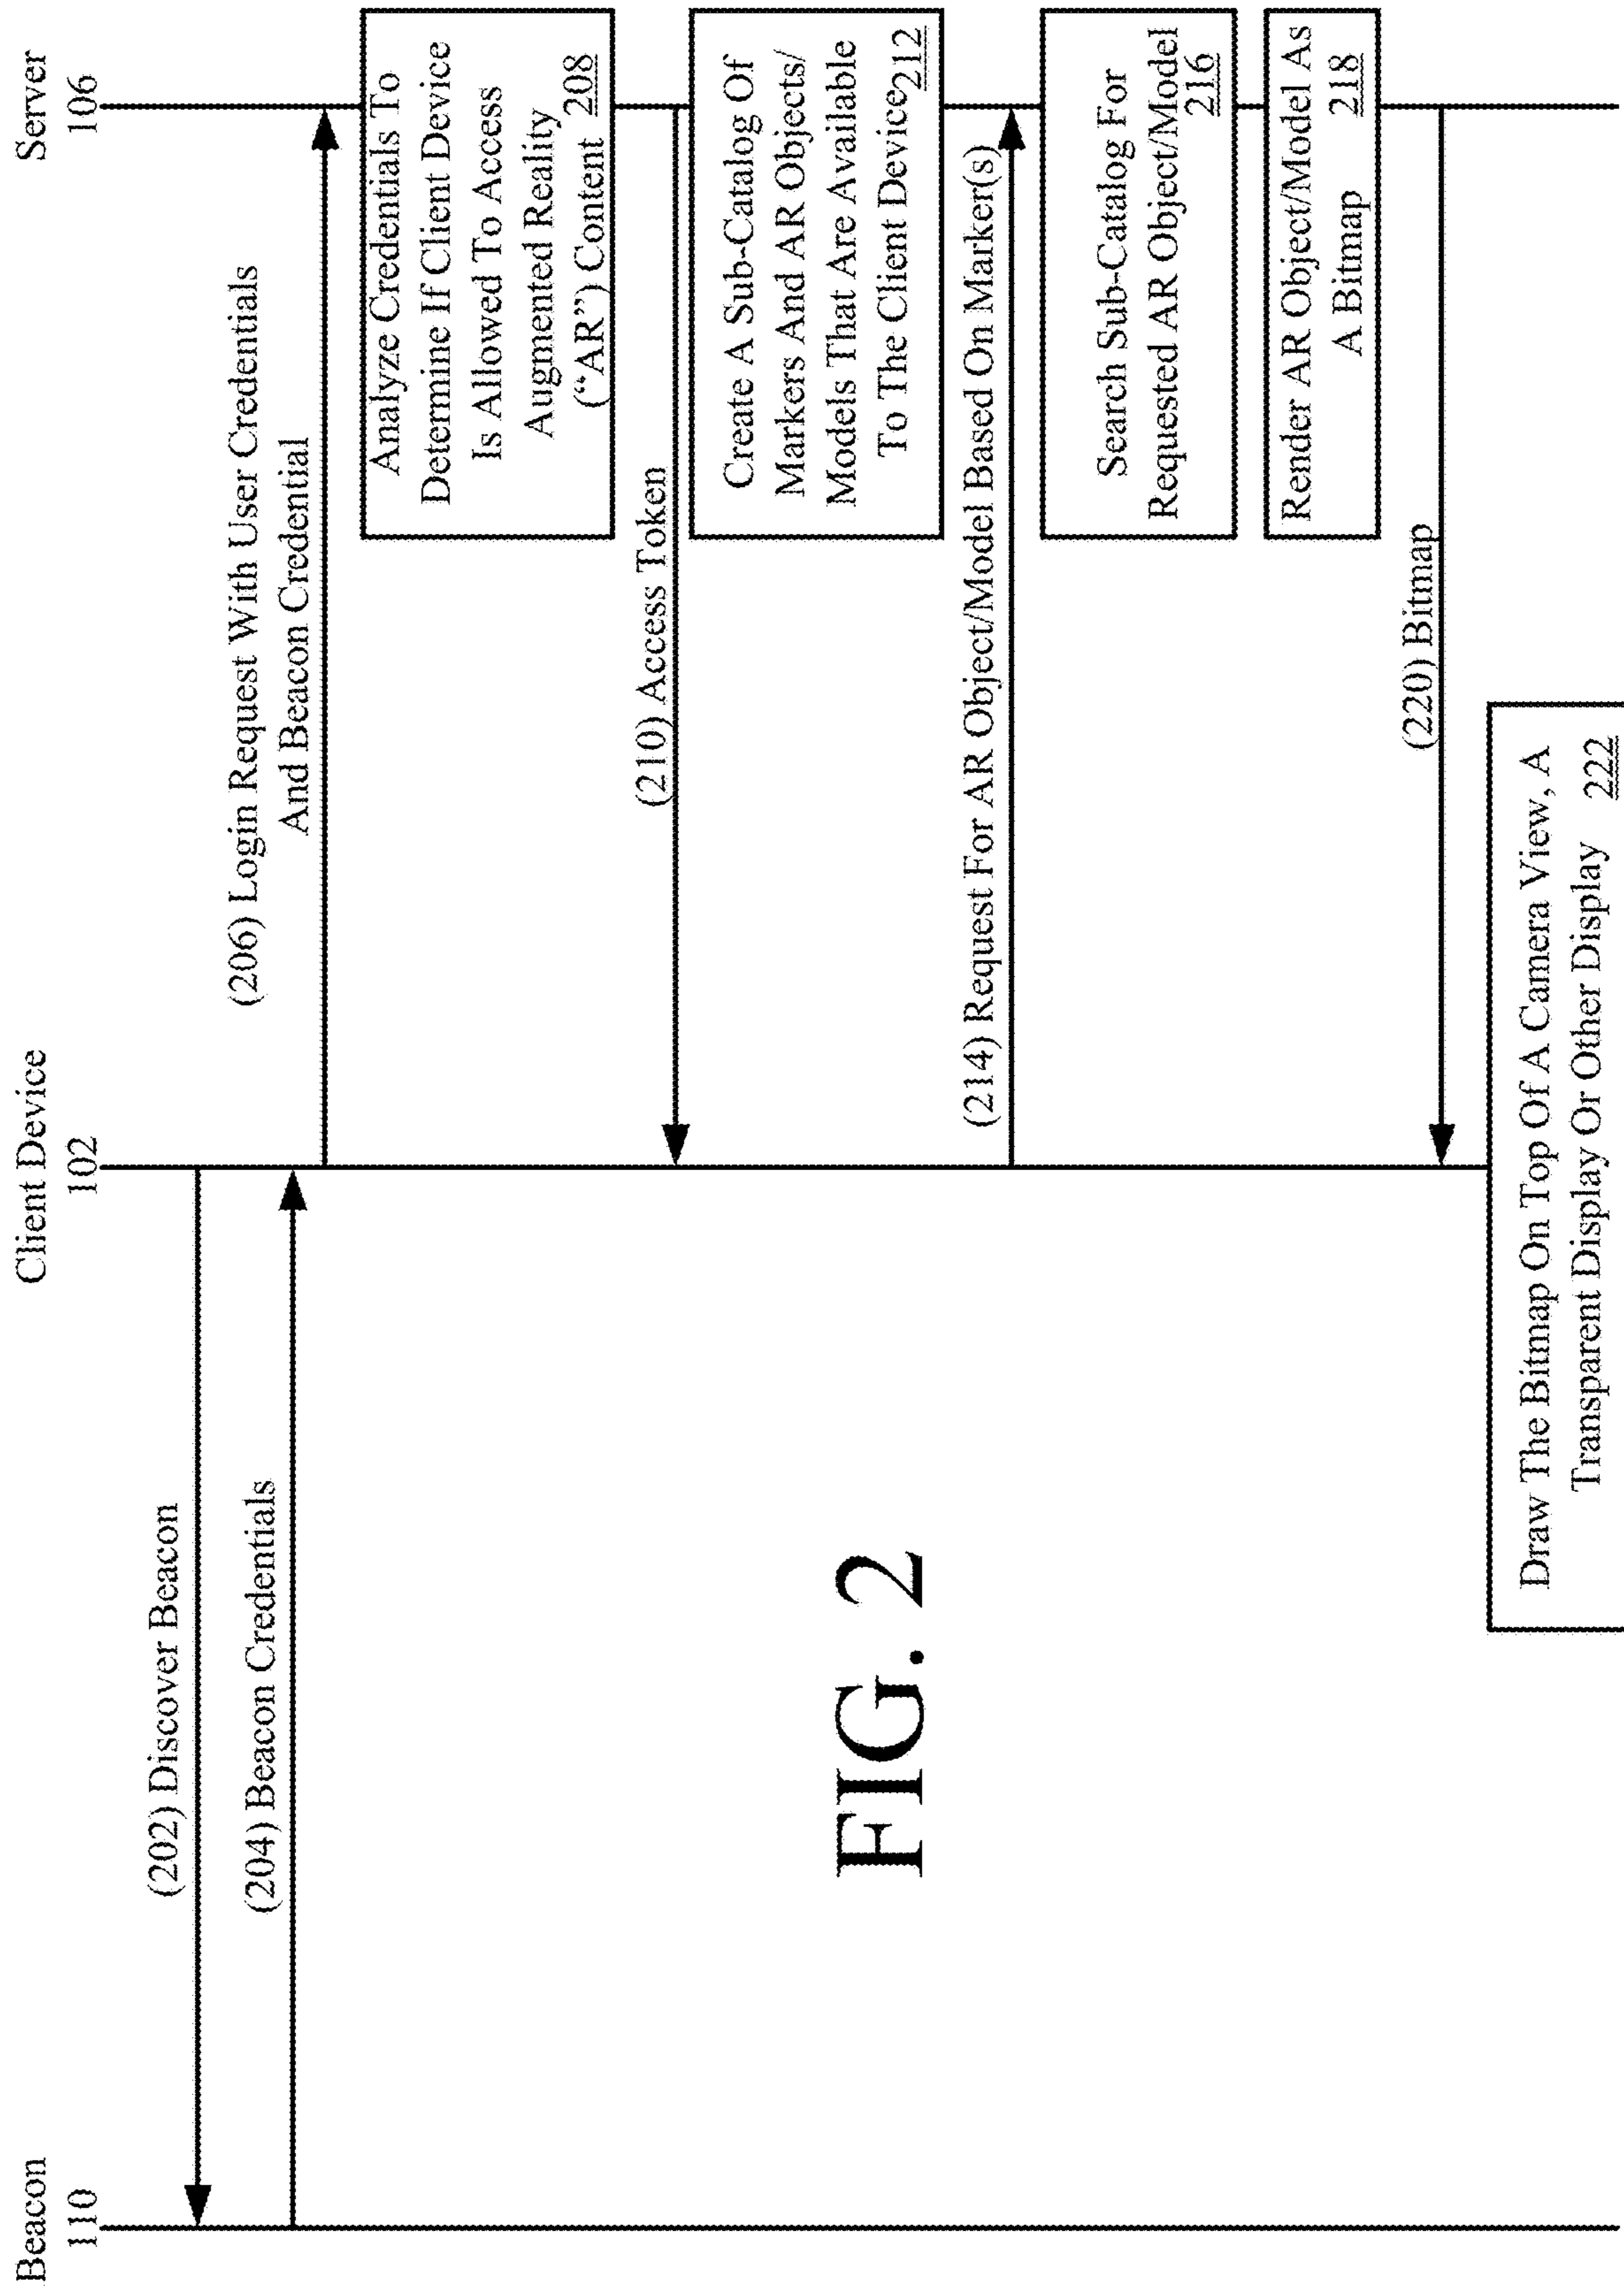 Beacon
110
Client Device
102
Server
106
(202) Discover Beacon
(204) Beacon Credentials
(206) Login Request With User Credentials
And Beacon Credential
Analyze Credentials To
Determine If Client Device
Is Allowed To Access
Augmented Reality
(“AR”) Content 208
(210) Access Token
Create A Sub-Catalog Of
Markers And AR Objects/
Models That Are Available
To The Client Device 212
(214) Request For AR Object/Model Based On Marker(s)
Search Sub-Catalog For
Requested AR Object/Model
216
Render AR Object/Model As
A Bitmap 218
(220) Bitmap
Draw The Bitmap On Top Of A Camera View, A
Transparent Display Or Other Display 222
FIG. 2